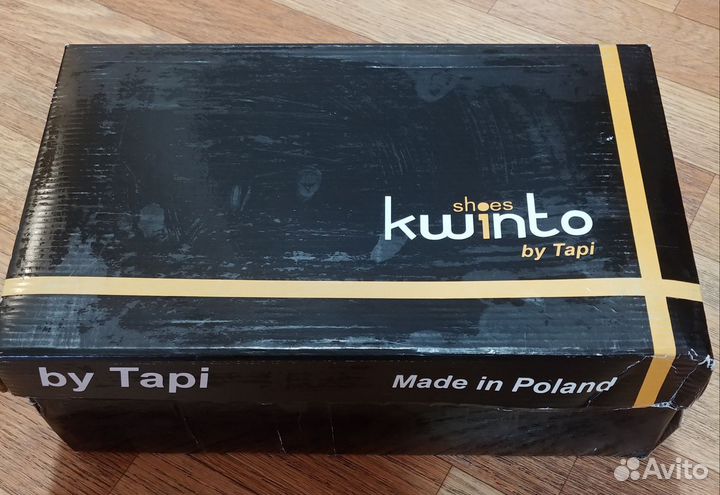 shoes
kwinto
by Tapi
by Tapi
Made in Poland
Avito